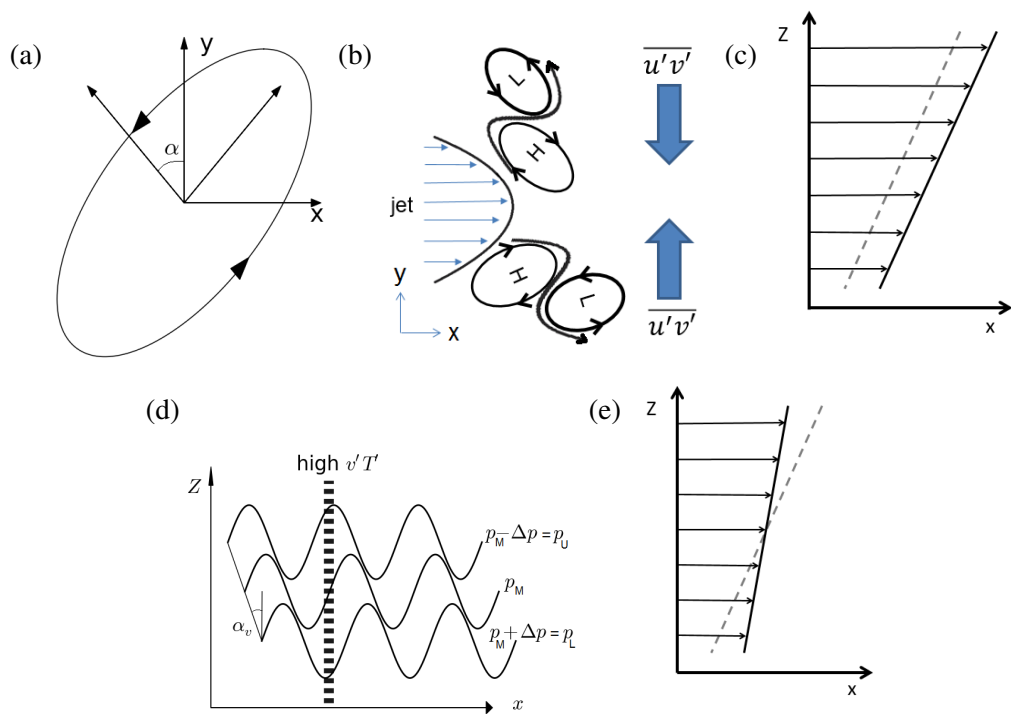 (a)
y
α
x
(b)
L
H
jet
H
L
y
x
u'v'
u'v'
(c)
Z
x
(d)
high v'T'
Z
p_M − Δp = p_U
p_M
p_M + Δp = p_L
α_v
x
(e)
Z
x